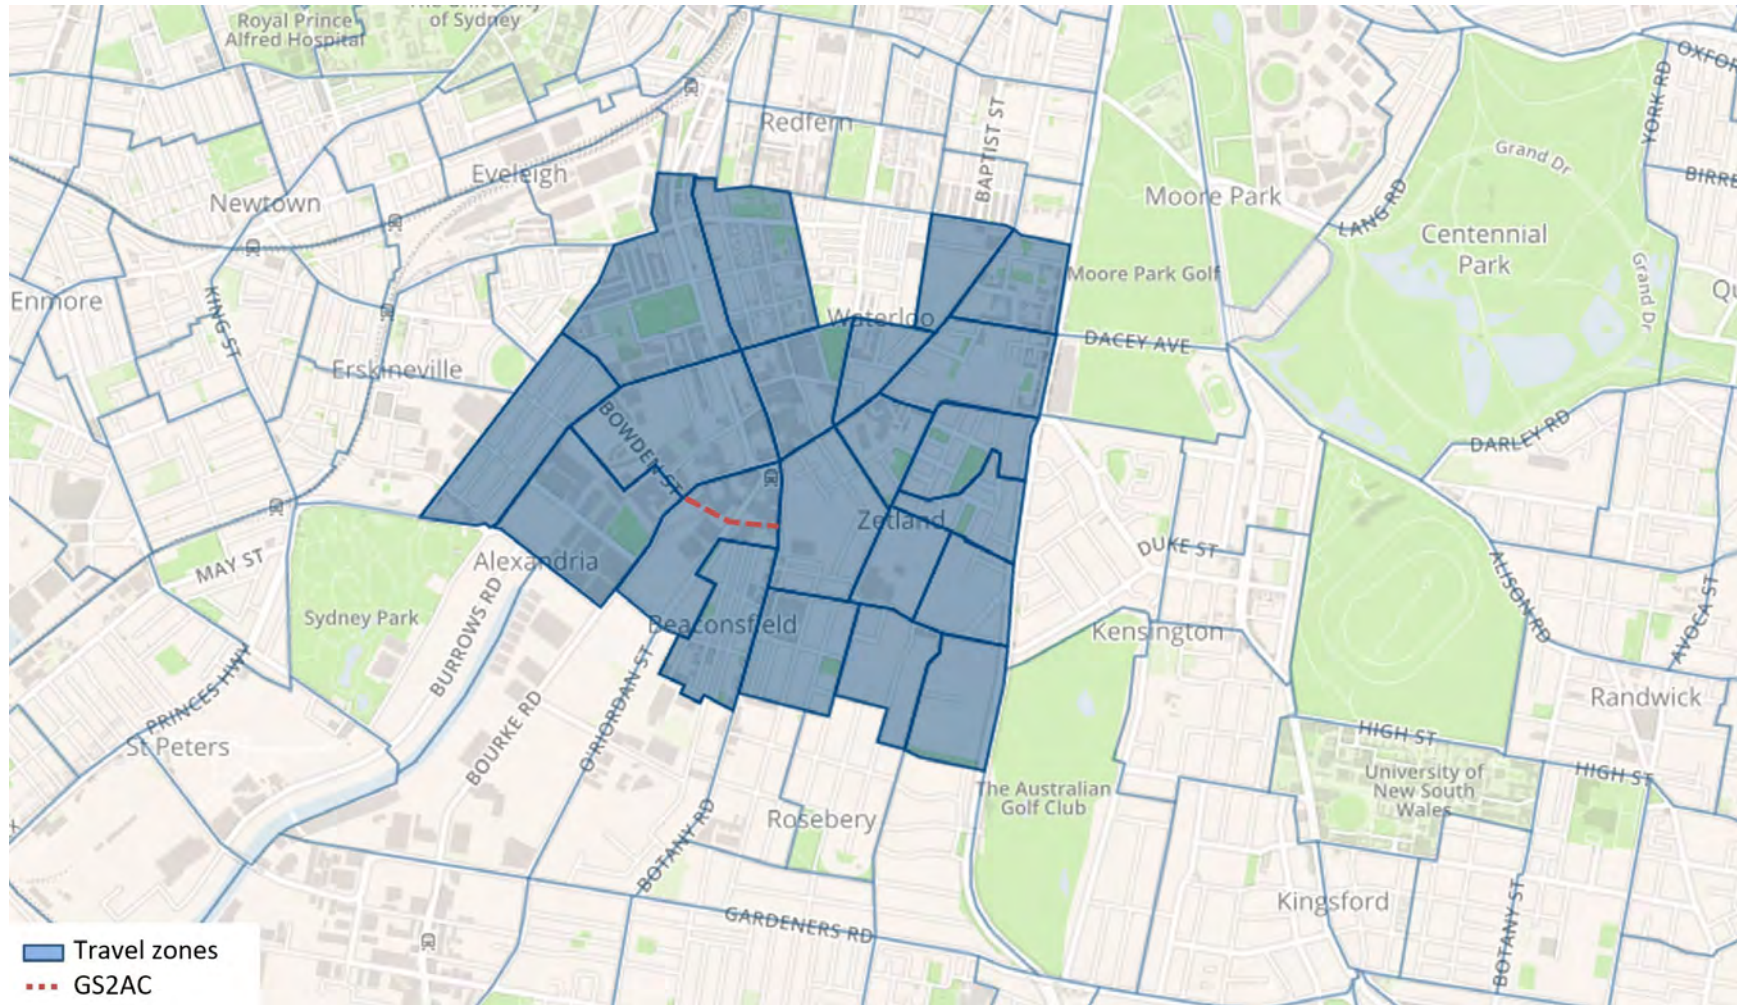 Royal Prince
Alfred Hospital
of Sydney
OXFOR
YORK RD
Redfern
BAPTIST ST
Grand Dr
Eveleigh
BIRRE
Newtown
Moore Park
LANG RD
Centennial
Park
Moore Park Golf
Grand Dr
Enmore
KING ST
Waterloo
Qu
DACEY AVE
Erskineville
BOWDEN ST
DARLEY RD
Zetland
DUKE ST
MAY ST
Alexandria
ALISON RD
Sydney Park
BURROWS RD
Beaconsfield
Kensington
AVOCA ST
PRINCES HWY
O'RIORDAN ST
BOURKE RD
Randwick
St Peters
HIGH ST
HIGH ST
University of
New South
Wales
The Australian
Golf Club
Rosebery
BOTANY RD
Kingsford
GARDENERS RD
BOTANY ST
Travel zones
GS2AC